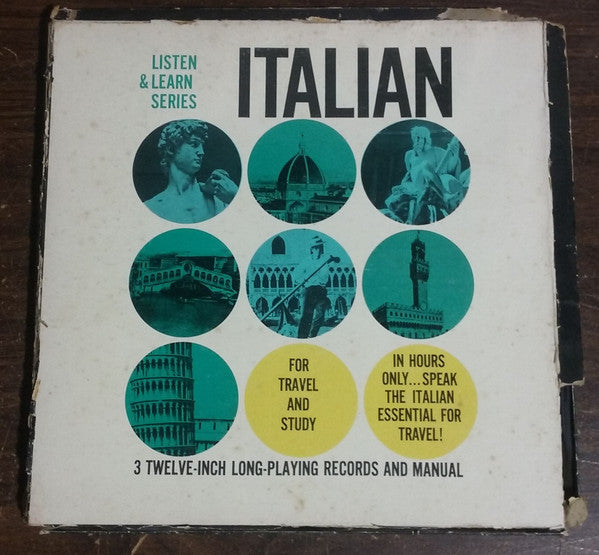 LISTEN
& LEARN
SERIES
ITALIAN
FOR
TRAVEL
AND
STUDY
IN HOURS
ONLY...SPEAK
THE ITALIAN
ESSENTIAL FOR
TRAVEL!
3 TWELVE-INCH LONG-PLAYING RECORDS AND MANUAL